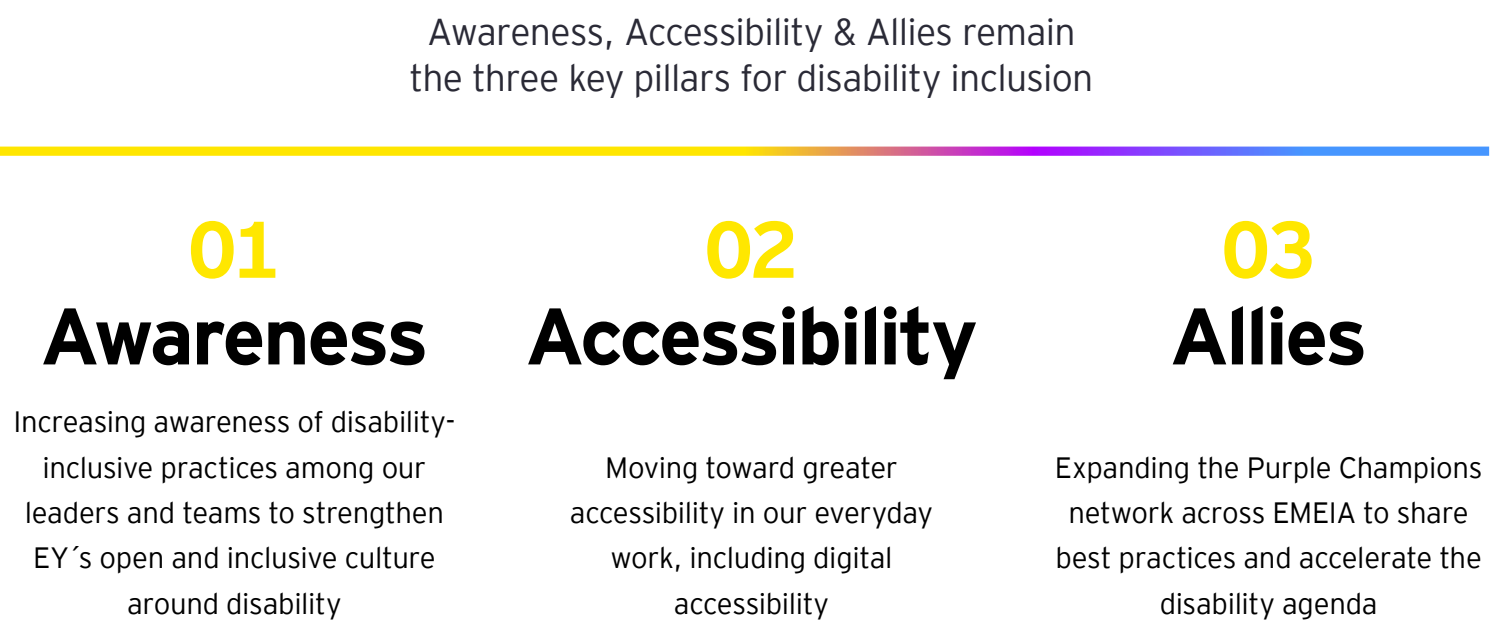 Awareness, Accessibility & Allies remain
the three key pillars for disability inclusion
01
Awareness
Increasing awareness of disability-
inclusive practices among our
leaders and teams to strengthen
EY´s open and inclusive culture
around disability
02
Accessibility
Moving toward greater
accessibility in our everyday
work, including digital
accessibility
03
Allies
Expanding the Purple Champions
network across EMEIA to share
best practices and accelerate the
disability agenda